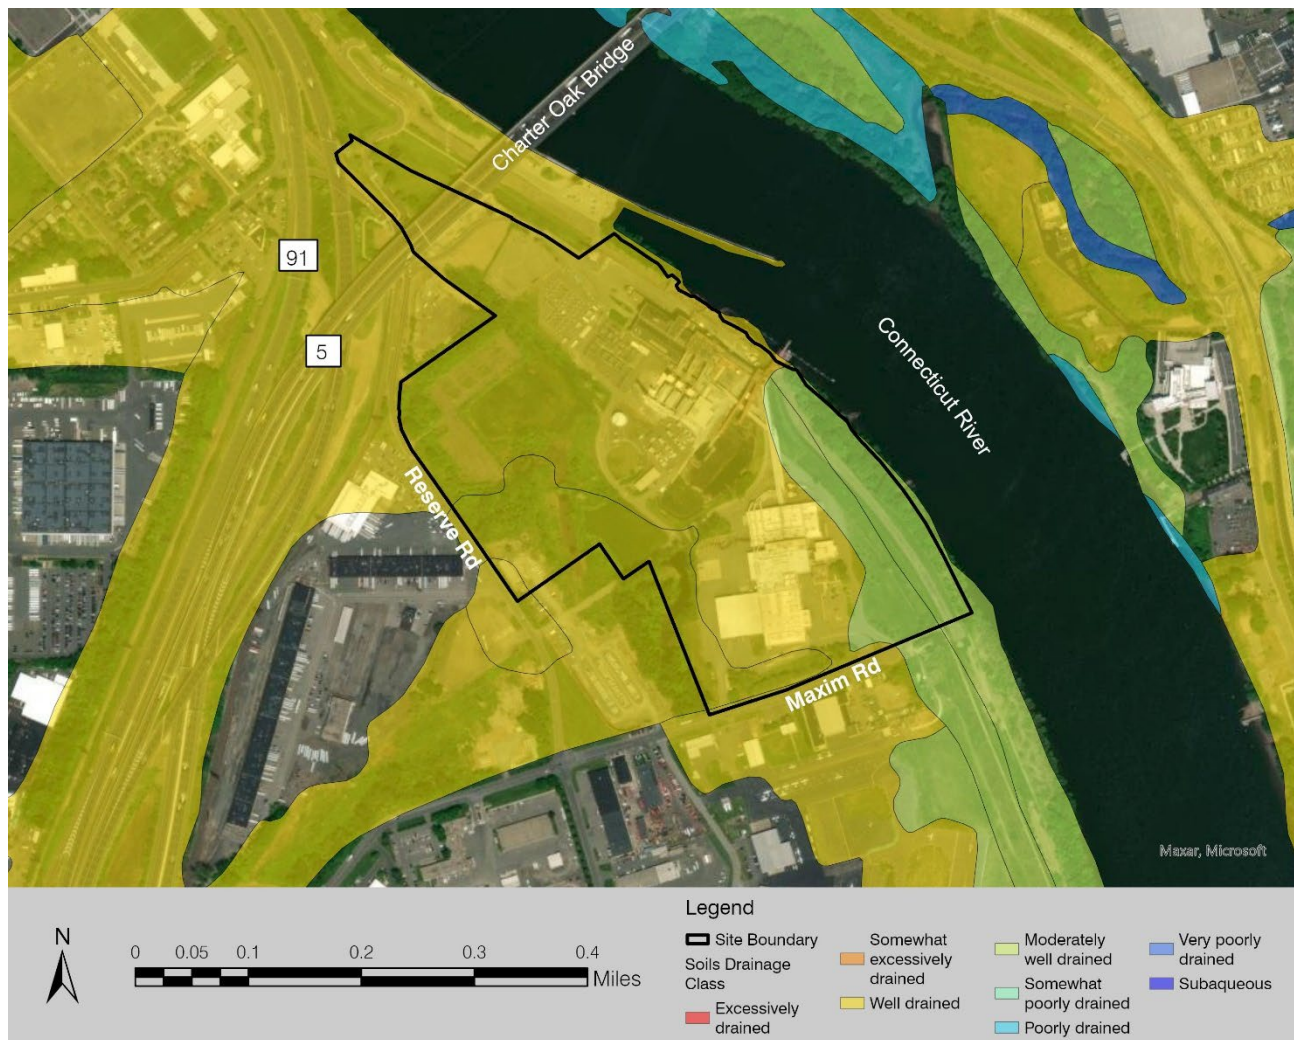 Charter Oak Bridge
91
5
Connecticut River
Reserve Rd
Maxim Rd
Maxar, Microsoft
N
0 0.05 0.1 0.2 0.3 0.4
Miles
Legend
Site Boundary
Soils Drainage
Class
Excessively
drained
Somewhat
excessively
drained
Well drained
Moderately
well drained
Somewhat
poorly drained
Poorly drained
Very poorly
drained
Subaqueous